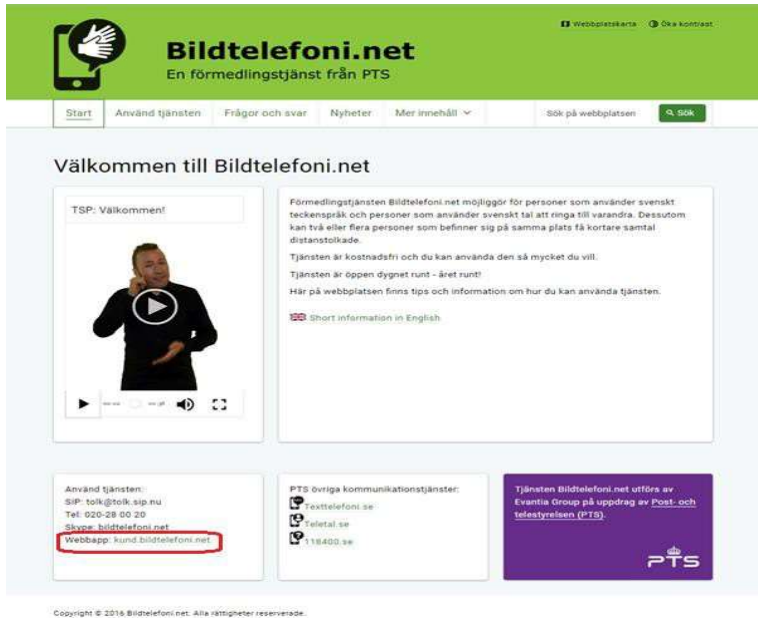 Webbplatskarta Öka kontrast
Bildtelefoni.net
En förmedlingstjänst från PTS
Start Använd tjänsten Frågor och svar Nyheter Mer innehåll Sök på webbplatsen Sök
Välkommen till Bildtelefoni.net
TSP: Välkommen!
Förmedlingstjänsten Bildtelefoni.net möjliggör för personer som använder svenskt
teckenspråk och personer som använder svenskt tal att ringa till varandra. Dessutom
kan två eller flera personer som befinner sig på samma plats få kortare samtal
distanstolkade.
Tjänsten är kostnadsfri och du kan använda den så mycket du vill.
Tjänsten är öppen dygnet runt - året runt!
Här på webbplatsen finns tips och information om hur du kan använda tjänsten.
Short information in English
Använd tjänsten:
SIP: tolk@tolk.sip.nu
Tel: 020-28 00 20
Skype: bildtelefoni.net
Webbapp: kund.bildtelefoni.net
PTS övriga kommunikationstjänster:
Texttelefoni.se
Teletal.se
118400.se
Tjänsten Bildtelefoni.net utförs av
Evantia Group på uppdrag av Post- och
telestyrelsen (PTS).
PTS
Copyright © 2016 Bildtelefoni.net. Alla rättigheter reserverade.